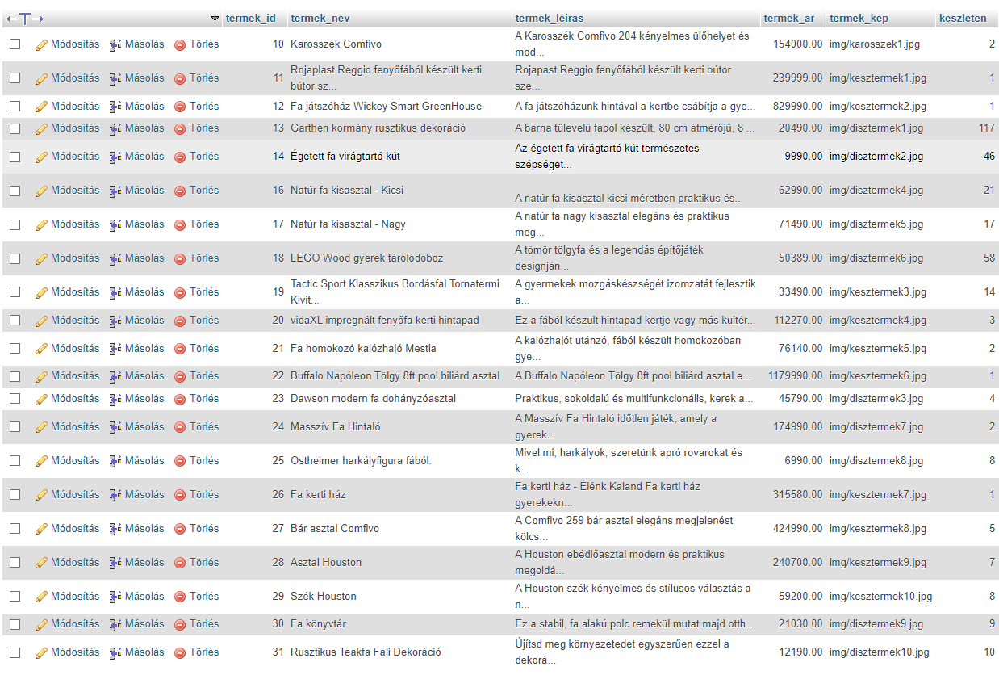 ←T→ termek_id termek_nev termek_leiras termek_ar termek_kep keszleten
Módosítás Másolás Törlés 10 Karosszék Comfivo A Karosszék Comfivo 204 kényelmes ülőhelyet és 154000.00 img/karosszek1.jpg 2
mod...
Módosítás Másolás Törlés 11 Rojaplast Reggio fenyőfából készült kerti Rojapast Reggio fenyőfából készült kerti bútor 239999.00 img/kesztermek1.jpg 1
bútor sz... sze...
Módosítás Másolás Törlés 12 Fa játszóház Wickey Smart GreenHouse A fa játszóházunk hintával a kertbe csábítja a gye... 829990.00 img/kesztermek2.jpg 1
Módosítás Másolás Törlés 13 Garthen kormány rusztikus dekoráció A barna tűlevelű fából készült, 80 cm átmérőjű, 8 ... 20490.00 img/disztermek1.jpg 117
Módosítás Másolás Törlés 14 Égetett fa virágtartó kút Az égetett fa virágtartó kút természetes 9990.00 img/disztermek2.jpg 46
szépséget...
Módosítás Másolás Törlés 16 Natúr fa kisasztal - Kicsi 62990.00 img/disztermek4.jpg 21
A natúr fa kisasztal kicsi méretben praktikus és...
Módosítás Másolás Törlés 17 Natúr fa kisasztal - Nagy A natúr fa nagy kisasztal elegáns és praktikus 71490.00 img/disztermek5.jpg 17
meg...
Módosítás Másolás Törlés 18 LEGO Wood gyerek tárolódoboz A tömör tölgyfa és a legendás építőjáték 50389.00 img/disztermek6.jpg 58
designján...
Módosítás Másolás Törlés 19 Tactic Sport Klasszikus Bordásfal Tornatermi A gyermekek mozgáskészségét izomzatát fejlesztik 33490.00 img/kesztermek3.jpg 14
Kivit... a...
Módosítás Másolás Törlés 20 vidaXL impregnált fenyőfa kerti hintapad Ez a fából készült hintapad kertje vagy más kültér... 112270.00 img/kesztermek4.jpg 3
Módosítás Másolás Törlés 21 Fa homokozó kalózhajó Mestia A kalózhajót utánzó, fából készült homokozóban 76140.00 img/kesztermek5.jpg 2
gye...
Módosítás Másolás Törlés 22 Buffalo Napóleon Tölgy 8ft pool biliárd asztal A Buffalo Napóleon Tölgy 8ft pool biliárd asztal e... 1179990.00 img/kesztermek6.jpg 1
Módosítás Másolás Törlés 23 Dawson modern fa dohányzóasztal Praktikus, sokoldalú és multifunkcionális, kerek a... 45790.00 img/disztermek3.jpg 4
Módosítás Másolás Törlés 24 Masszív Fa Hintaló A Masszív Fa Hintaló időtlen játék, amely a 174990.00 img/disztermek7.jpg 2
gyerek...
Módosítás Másolás Törlés 25 Ostheimer harkályfigura fából. Mivel mi, harkályok, szeretünk apró rovarokat és 6990.00 img/disztermek8.jpg 8
k...
Módosítás Másolás Törlés 26 Fa kerti ház Fa kerti ház - Élénk Kaland Fa kerti ház 315580.00 img/kesztermek7.jpg 1
gyerekekn...
Módosítás Másolás Törlés 27 Bár asztal Comfivo A Comfivo 259 bár asztal elegáns megjelenést 424990.00 img/kesztermek8.jpg 5
kölcs...
Módosítás Másolás Törlés 28 Asztal Houston A Houston ebédlőasztal modern és praktikus 240700.00 img/kesztermek9.jpg 7
megoldá...
Módosítás Másolás Törlés 29 Szék Houston A Houston szék kényelmes és stílusos választás a 59200.00 img/kesztermek10.jpg 8
n...
Módosítás Másolás Törlés 30 Fa könyvtár Ez a stabil, fa alakú polc remekül mutat majd otth... 21030.00 img/disztermek9.jpg 9
Módosítás Másolás Törlés 31 Rusztikus Teakfa Fali Dekoráció Újítsd meg környezetedet egyszerűen ezzel a 12190.00 img/disztermek10.jpg 10
dekorá...